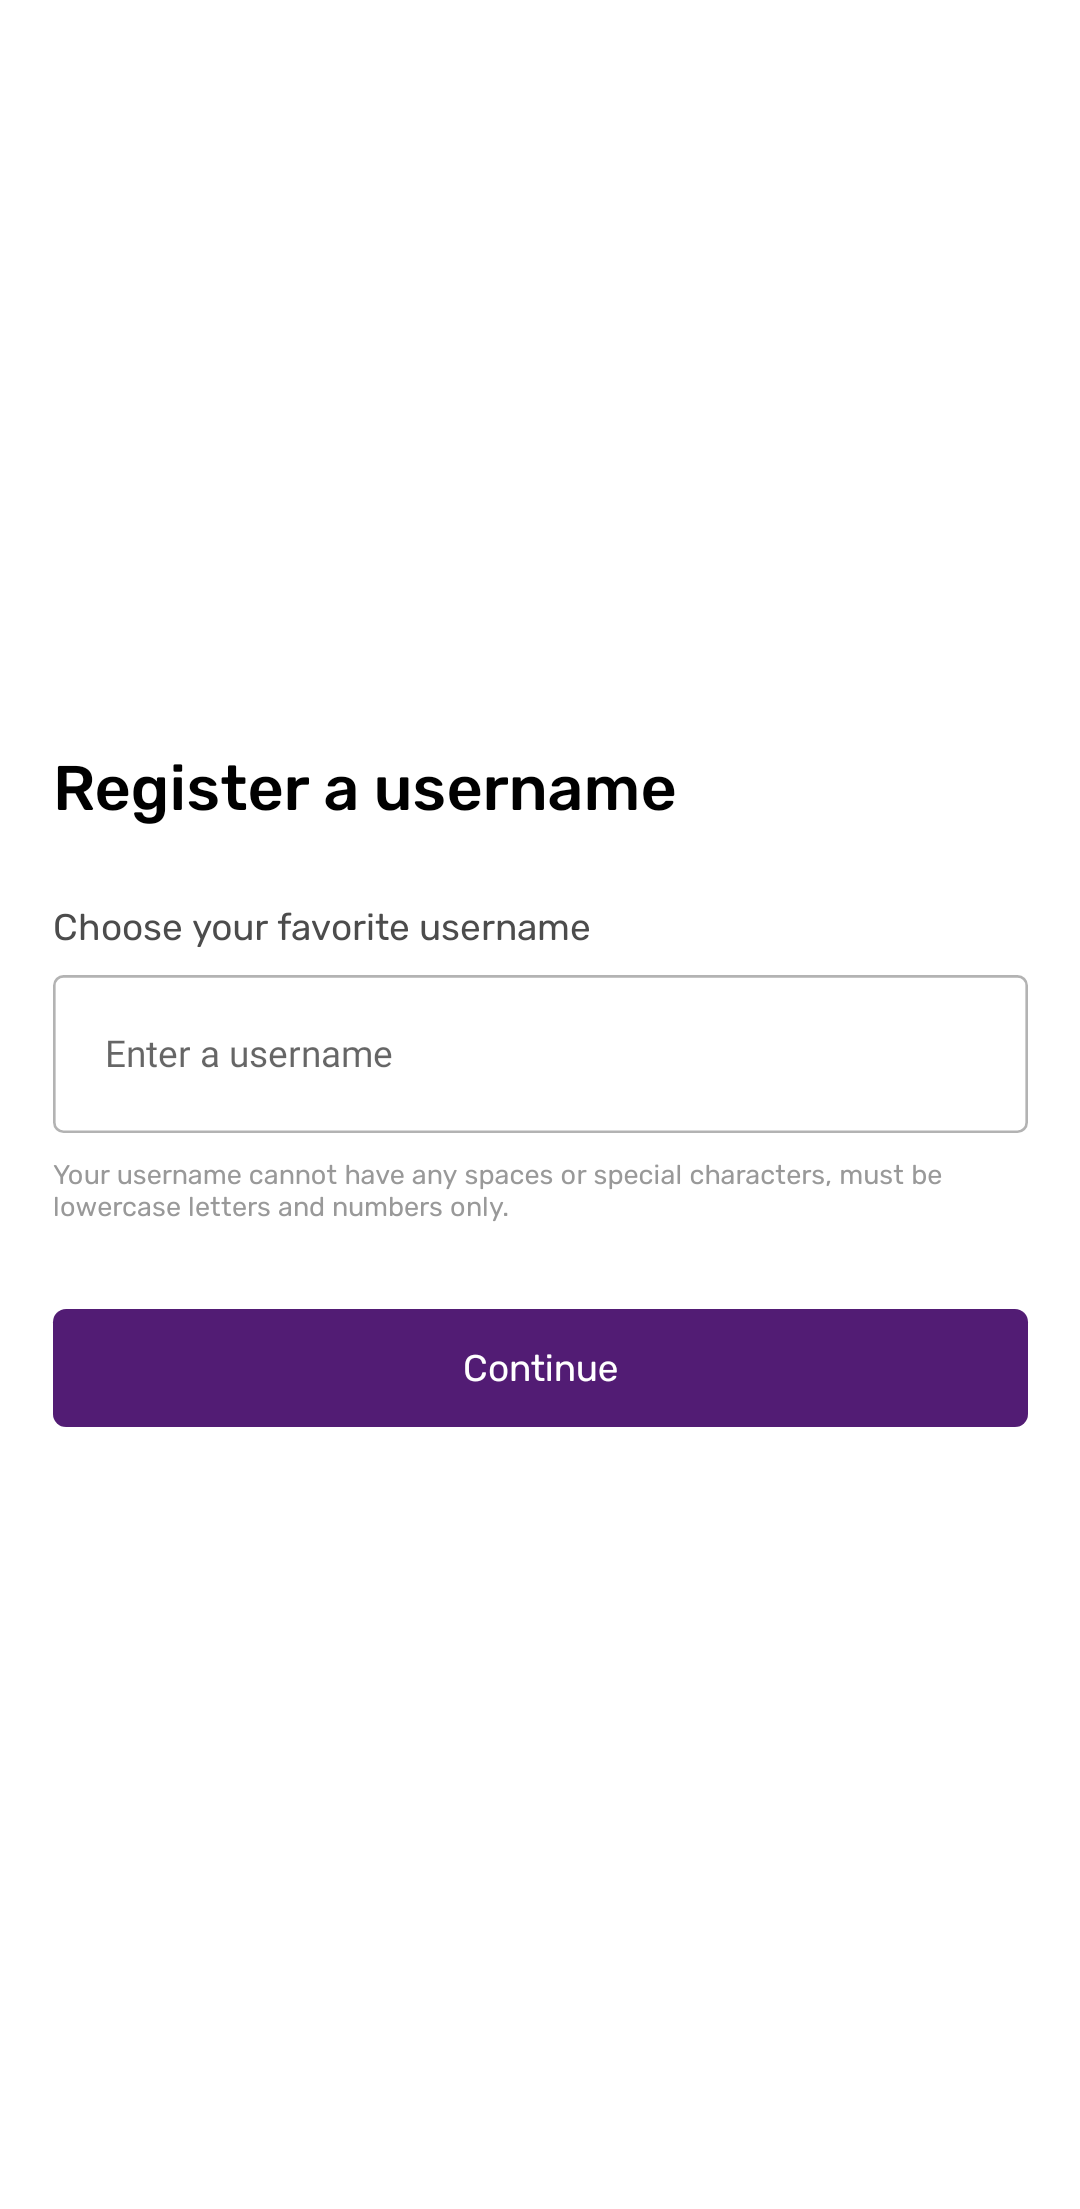 Register a username
Choose your favorite username
Enter a username
Your username cannot have any spaces or special characters, must be
lowercase letters and numbers only.
Continue